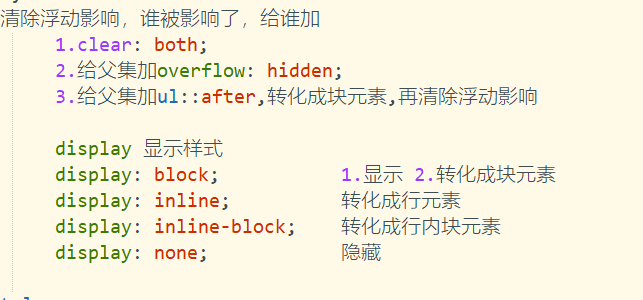 清除浮动影响，谁被影响了，给谁加
1.clear: both;
2.给父集加overflow: hidden;
3.给父集加ul::after,转化成块元素,再清除浮动影响
display 显示样式
display: block; 1.显示 2.转化成块元素
display: inline; 转化成行元素
display: inline-block; 转化成行内块元素
display: none; 隐藏